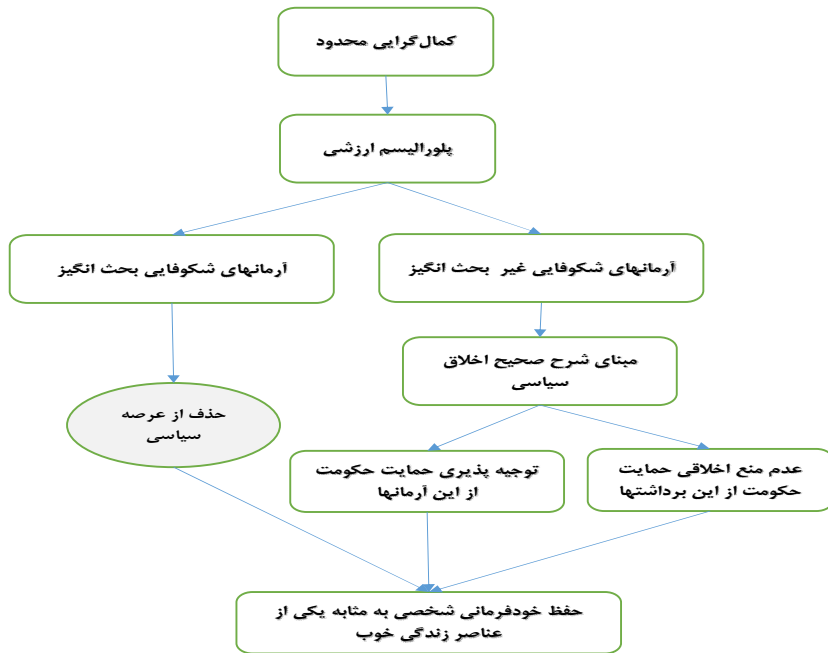 کمال‌گرایی محدود
پلورالیسم ارزشی
آرمانهای شکوفایی غیر بحث انگیز
آرمانهای شکوفایی بحث انگیز
مبنای شرح صحیح اخلاق
سیاسی
حذف از عرصه
سیاسی
عدم منع اخلاقی حمایت
حکومت از این برداشتها
توجیه پذیری حمایت حکومت
از این آرمانها
حفظ خودفرمانی شخصی به مثابه یکی از
عناصر زندگی خوب